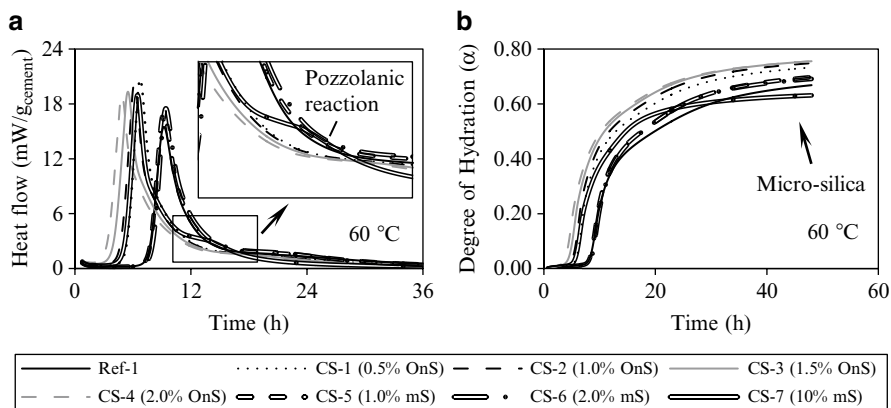 a
24
18
12
6
0
Heat flow (mW/gcement)
Pozzolanic
reaction
60 °C
0 12 24 36
Time (h)
b
0.80
0.60
0.40
0.20
0.00
Degree of Hydration (α)
Micro-silica
60 °C
0 20 40 60
Time (h)
Ref-1 CS-1 (0.5% OnS) CS-2 (1.0% OnS) CS-3 (1.5% OnS)
CS-4 (2.0% OnS) CS-5 (1.0% mS) CS-6 (2.0% mS) CS-7 (10% mS)